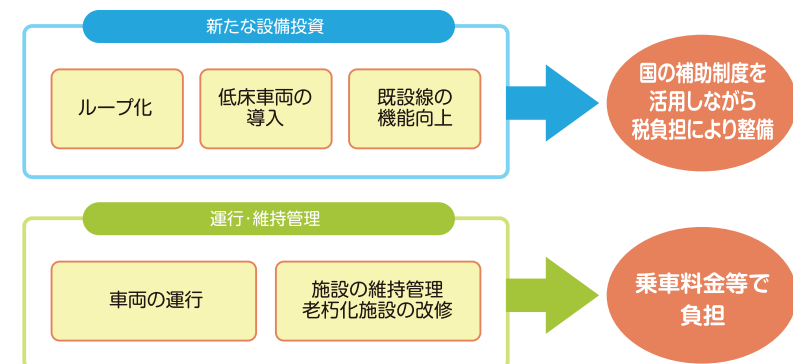 新たな設備投資
ループ化
低床車両の
導入
既設線の
機能向上
国の補助制度を
活用しながら
税負担により整備
運行・維持管理
車両の運行
施設の維持管理
老朽化施設の改修
乗車料金等で
負担